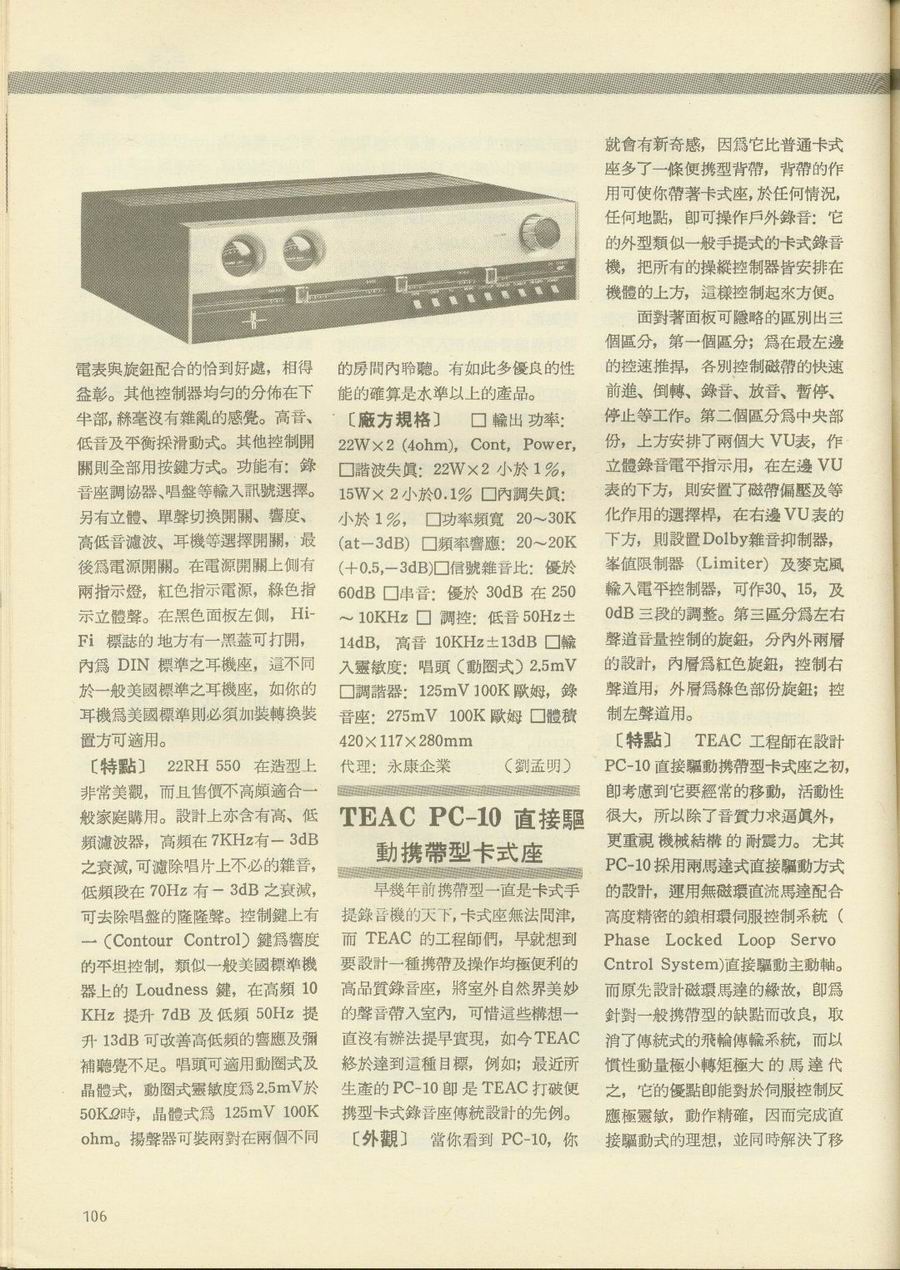 電表與旋鈕配合的恰到好處，相得
益彰。其他控制器均勻的分佈在下
半部，絲毫沒有雜亂的感覺。高音、
低音及平衡採滑動式。其他控制開
關則全部用按鍵方式。功能有：錄
音座調協器、唱盤等輸入訊號選擇。
另有立體、單聲切換開關、響度、
高低音濾波、耳機等選擇開關，最
後爲電源開關。在電源開關上側有
兩指示燈，紅色指示電源，綠色指
示立體聲。在黑色面板左側， Hi-
Fi 標誌的地方有一黑蓋可打開，
內爲 DIN 標準之耳機座，這不同
於一般美國標準之耳機座，如你的
耳機爲美國標準則必須加裝轉換裝
置方可適用。
〔特點〕 22RH 550 在造型上
非常美觀，而且售價不高頗適合一
般家庭購用。設計上亦含有高、低
頻濾波器，高頻在 7KHz有－ 3dB
之衰減，可濾除唱片上不必的雜音，
低頻段在 70Hz 有－ 3dB 之衰減，
可去除唱盤的隆隆聲。控制鍵上有
一（Contour Control）鍵爲響度
的平坦控制，類似一般美國標準機
器上的 Loudness 鍵，在高頻 10
KHz 提升 7dB 及低頻 50Hz 提
升 13dB 可改善高低頻的響應及彌
補聽覺不足。唱頭可適用動圈式及
晶體式，動圈式靈敏度爲2.5mV於
50KΩ時，晶體式爲 125mV 100K
ohm。揚聲器可裝兩對在兩個不同
的房間內聆聽。有如此多優良的性
能的確算是水準以上的產品。
〔廠方規格〕 □ 輸出 功率：
22W×2 (4ohm)，Cont，Power，
□諧波失眞：22W×2 小於 1％，
15W× 2小於0.1% □內調失眞：
小於 1％， □功率頻寬 20～30K
(at－3dB) □頻率響應：20～20K
(＋0.5,－3dB)□信號雜音比：優於
60dB □串音：優於 30dB 在 250
～ 10KHz □ 調控：低音 50Hz±
14dB，高音 10KHz±13dB □輸
入靈敏度：唱頭（動圈式）2.5mV
□調諧器：125mV 100K 歐姆，錄
音座：275mV 100K 歐姆 □體積
420×117×280mm
代理：永康企業 （劉孟明）
TEAC PC-10 直接驅
動携帶型卡式座
早幾年前携帶型一直是卡式手
提錄音機的天下，卡式座無法問津，
而 TEAC 的工程師們，早就想到
要設計一種携帶及操作均極便利的
高品質錄音座，將室外自然界美妙
的聲音帶入室內，可惜這些構想一
直沒有辦法提早實現，如今TEAC
終於達到這種目標，例如；最近所
生產的 PC-10 卽 是 TEAC 打破便
携型卡式錄音座傳統設計的先例。
〔外觀〕 當你看到 PC-10，你
就會有新奇感，因爲它比普通卡式
座多了一條便携型背帶，背帶的作
用可使你帶著卡式座，於任何情況，
任何地點，卽可操作戶外錄音：它
的外型類似一般手提式的卡式錄音
機，把所有的操縱控制器皆安排在
機體的上方，這樣控制起來方便。
面對著面板可隱略的區別出三
個區分，第一個區分；爲在最左邊
的控速推捍，各別控制磁帶的快速
前進、倒轉、錄音、放音、暫停、
停止等工作。第二個區分爲中央部
份，上方安排了兩個大 VU表，作
立體錄音電平指示用，在左邊 VU
表的下方，則安置了磁帶偏壓及等
化作用的選擇桿，在右邊 VU 表的
下方，則設置Dolby雜音抑制器，
峯值限制器 （Limiter） 及麥克風
輸入電平控制器，可作30、15，及
0dB 三段的調整。第三區分爲左右
聲道音量控制的旋鈕，分內外兩層
的設計，內層爲紅色旋鈕，控制右
聲道用，外層爲綠色部份旋鈕；控
制左聲道用。
〔特點〕 TEAC 工程師在設計
PC-10 直接驅動携帶型卡式座之初，
卽考慮到它要經常的移動，活動性
很大，所以除了音質力求逼眞外，
更重視 機械結構 的 耐震力。尤其
PC-10 採用兩馬達式直接驅動方式
的設計，運用無磁環直流馬達配合
高度精密的鎖相環伺服控制系統（
Phase Locked Loop Servo
Cntrol System)直接驅動主動軸。
而原先設計磁環馬達的緣故，卽爲
針對一般携帶型的缺點而改良，取
消了傳統式的飛輪傳輸系統，而以
慣性動量極小轉矩極大 的 馬 達 代
之，它的優點卽能對於伺服控制反
應極靈敏，動作精確，因而完成直
接驅動式的理想，並同時解決了移
106